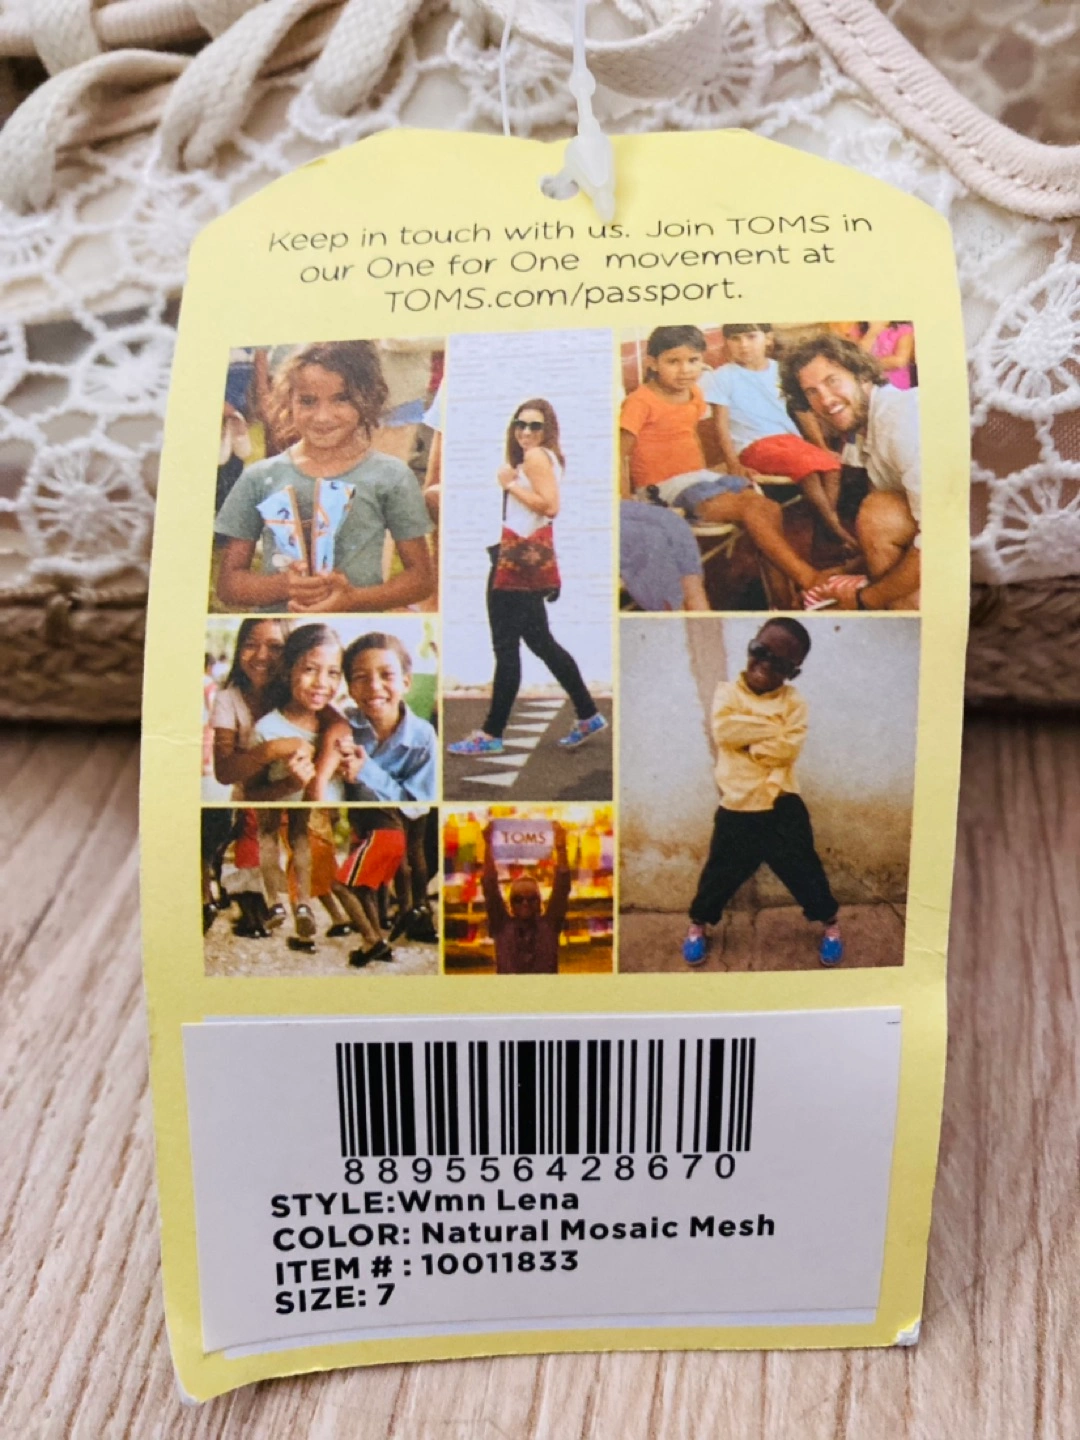 Keep in touch with us. Join TOMS in
our One for One movement at
TOMS.com/passport.
TOMS
889556428670
STYLE:Wmn Lena
COLOR: Natural Mosaic Mesh
ITEM # : 10011833
SIZE: 7